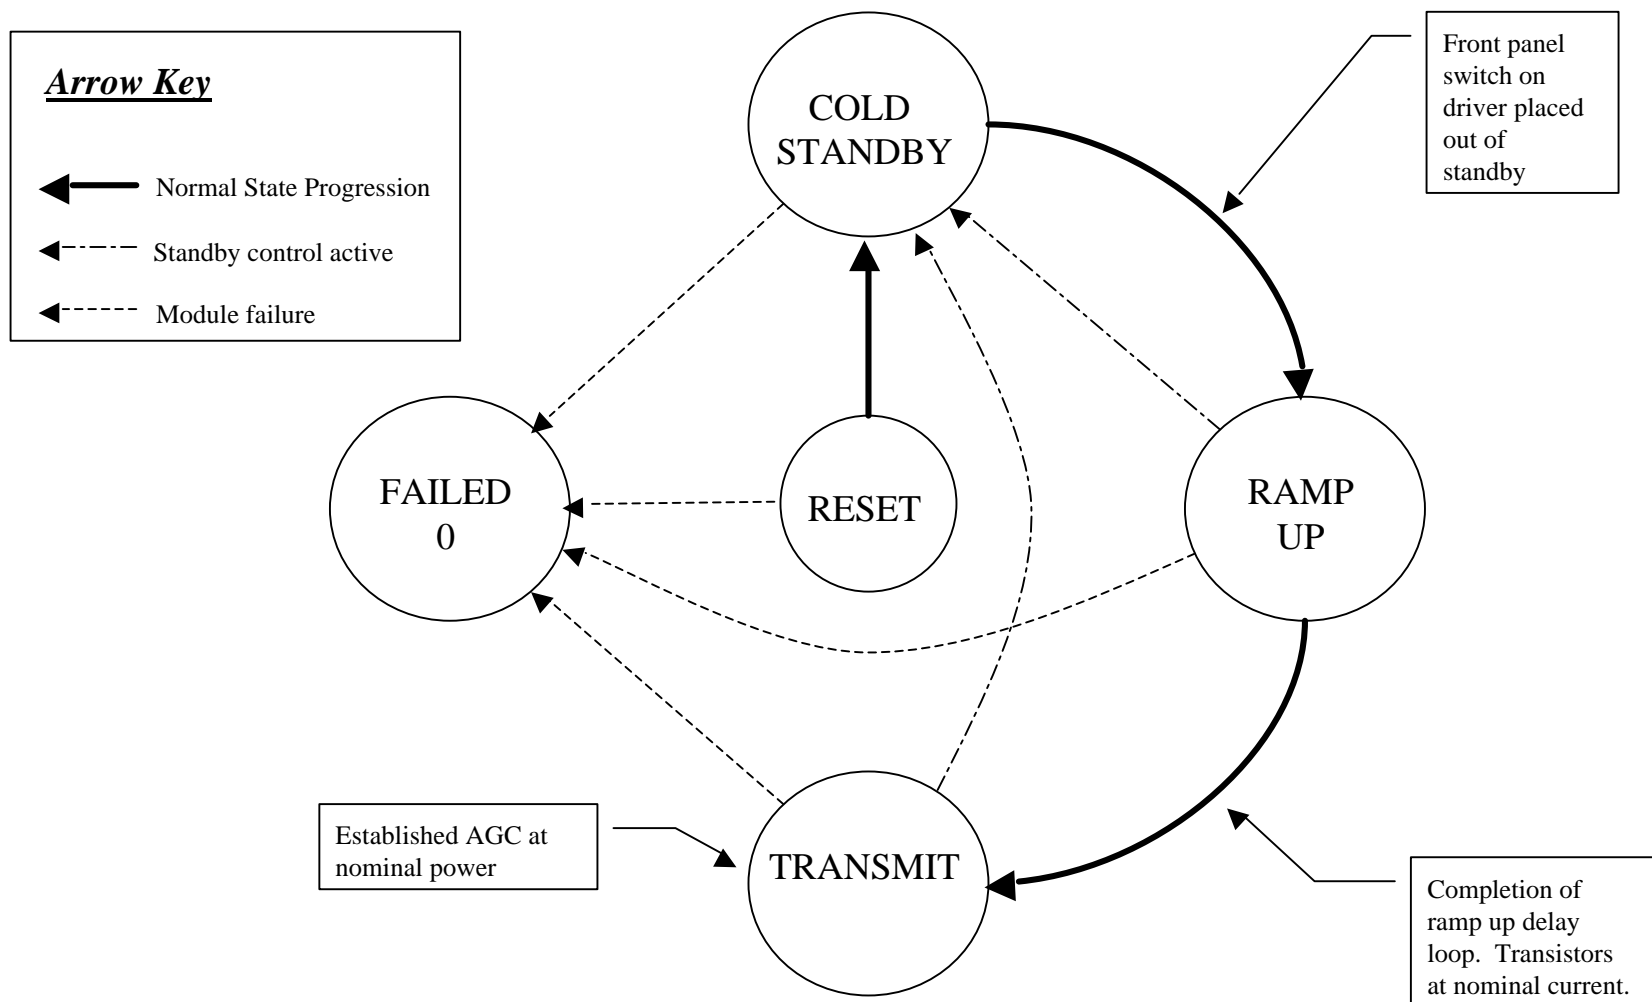 Arrow Key
Normal State Progression
Standby control active
Module failure
COLD
STANDBY
Front panel
switch on
driver placed
out of
standby
FAILED
0
RESET
RAMP
UP
Established AGC at
nominal power
TRANSMIT
Completion of
ramp up delay
loop.  Transistors
at nominal current.